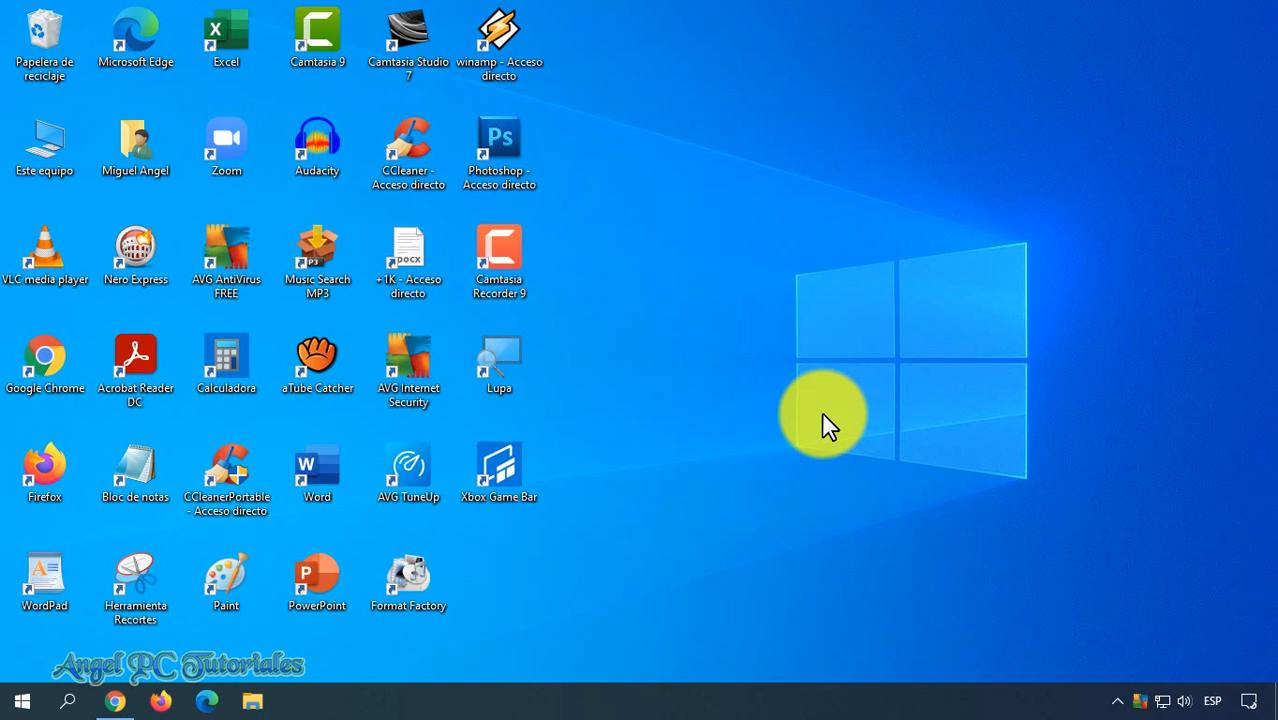 Papelera de
reciclaje
Microsoft Edge
Excel
Camtasia 9
Camtasia Studio
7
winamp - Acceso
directo
Este equipo
Miguel Angel
Zoom
Audacity
CCleaner -
Acceso directo
Ps
Photoshop -
Acceso directo
VLC media player
Nero Express
AVG AntiVirus
FREE
P3
Music Search
MP3
DOCX
+1K - Acceso
directo
Camtasia
Recorder 9
Google Chrome
Acrobat Reader
DC
Calculadora
aTube Catcher
AVG Internet
Security
Lupa
Firefox
Bloc de notas
CCleanerPortable
- Acceso directo
W
Word
AVG TuneUp
Xbox Game Bar
A
WordPad
Herramienta
Recortes
Paint
P
PowerPoint
Format Factory
Angel PC Tutoriales
ESP